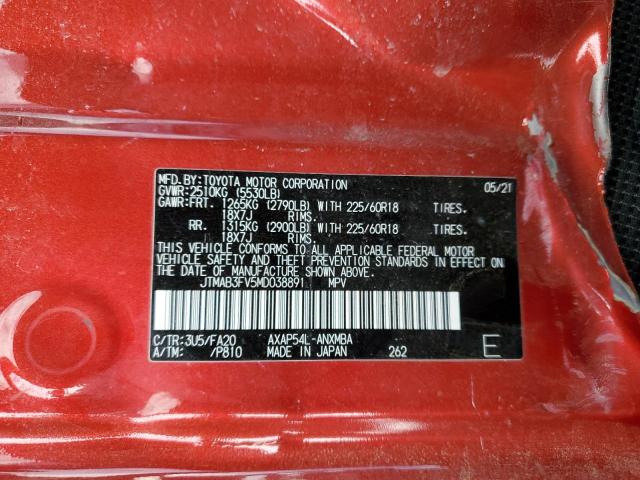 MFD.BY:TOYOTA MOTOR CORPORATION 05/21
GVWR:2510KG (5530LB)
GAWR:FRT. 1265KG (2790LB) WITH 225/60R18 TIRES.
18X7J RIMS.
RR. 1315KG (2900LB) WITH 225/60R18 TIRES.
18X7J RIMS.
THIS VEHICLE CONFORMS TO ALL APPLICABLE FEDERAL MOTOR
VEHICLE SAFETY AND THEFT PREVENTION STANDARDS IN EFFECT ON
THE DATE OF MANUFACTURE SHOWN ABOVE.
JTMAB3FV5MD038891 MPV
C/TR:3U5/FA20 AXAP54L-ANXMBA
A/TM: /P810 MADE IN JAPAN 262 E